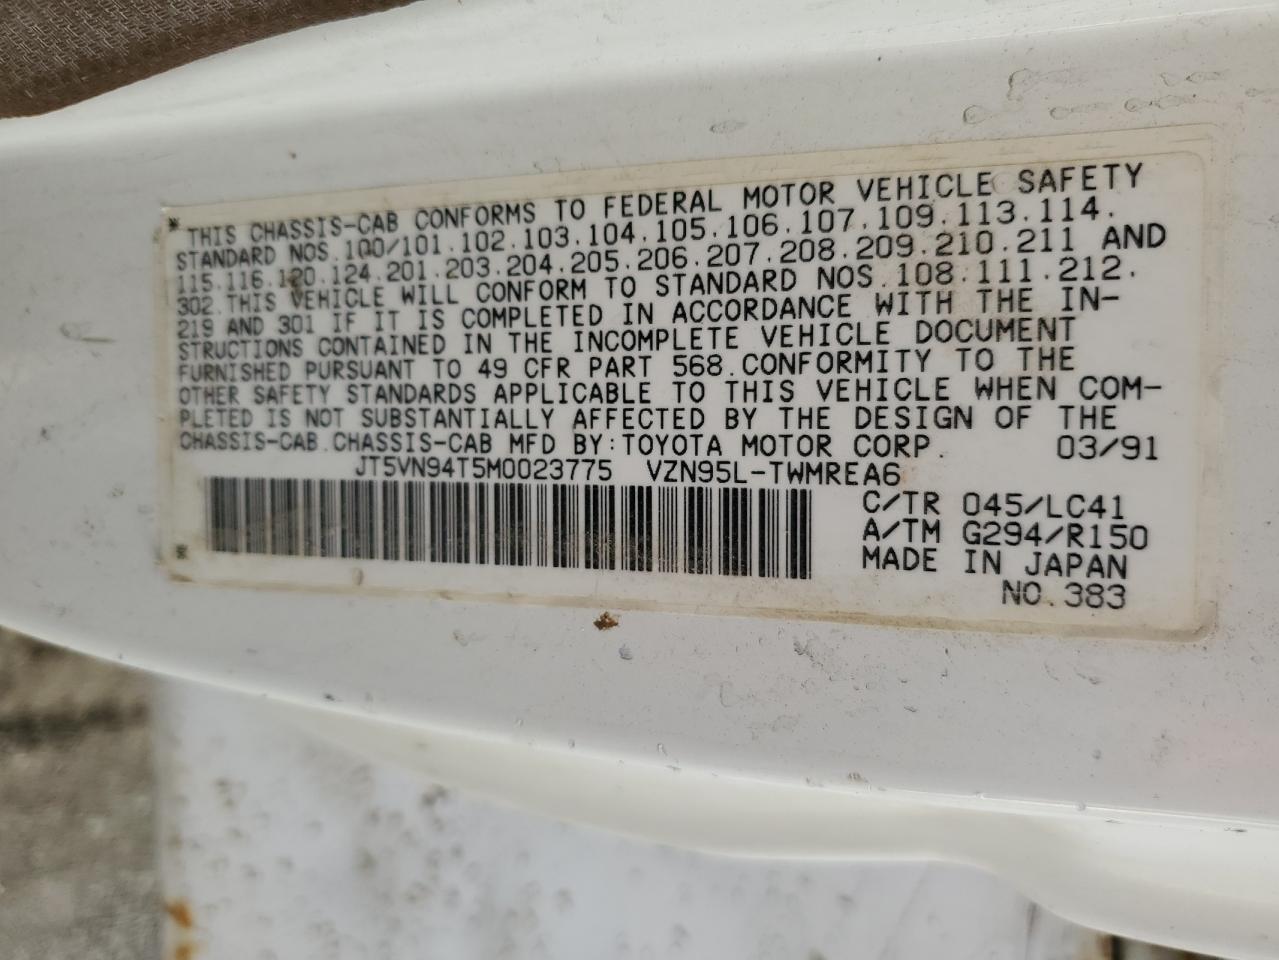 THIS CHASSIS-CAB CONFORMS TO FEDERAL MOTOR VEHICLE SAFETY
STANDARD NOS.100/101.102.103.104.105.106.107.109.113.114.
115.116.120.124.201.203.204.205.206.207.208.209.210.211 AND
302.THIS VEHICLE WILL CONFORM TO STANDARD NOS.108.111.212.
219 AND 301 IF IT IS COMPLETED IN ACCORDANCE WITH THE IN-
STRUCTIONS CONTAINED IN THE INCOMPLETE VEHICLE DOCUMENT
FURNISHED PURSUANT TO 49 CFR PART 568.CONFORMITY TO THE
OTHER SAFETY STANDARDS APPLICABLE TO THIS VEHICLE WHEN COM-
PLETED IS NOT SUBSTANTIALLY AFFECTED BY THE DESIGN OF THE
CHASSIS-CAB.CHASSIS-CAB MFD BY:TOYOTA MOTOR CORP. 03/91
JT5VN94T5M0023775 VZN95L-TWMREA6
C/TR 045/LC41
A/TM G294/R150
MADE IN JAPAN
NO.383